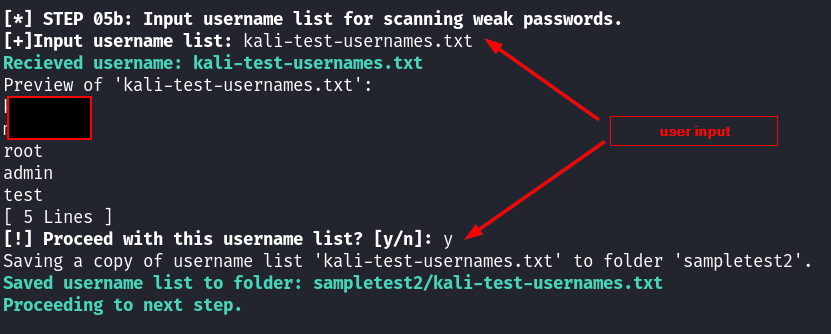 [*] STEP 05b: Input username list for scanning weak passwords.
[+]Input username list: kali-test-usernames.txt
Recieved username: kali-test-usernames.txt
Preview of 'kali-test-usernames.txt':
user input
root
admin
test
[ 5 Lines ]
[!] Proceed with this username list? [y/n]: y
Saving a copy of username list 'kali-test-usernames.txt' to folder 'sampletest2'.
Saved username list to folder: sampletest2/kali-test-usernames.txt
Proceeding to next step.